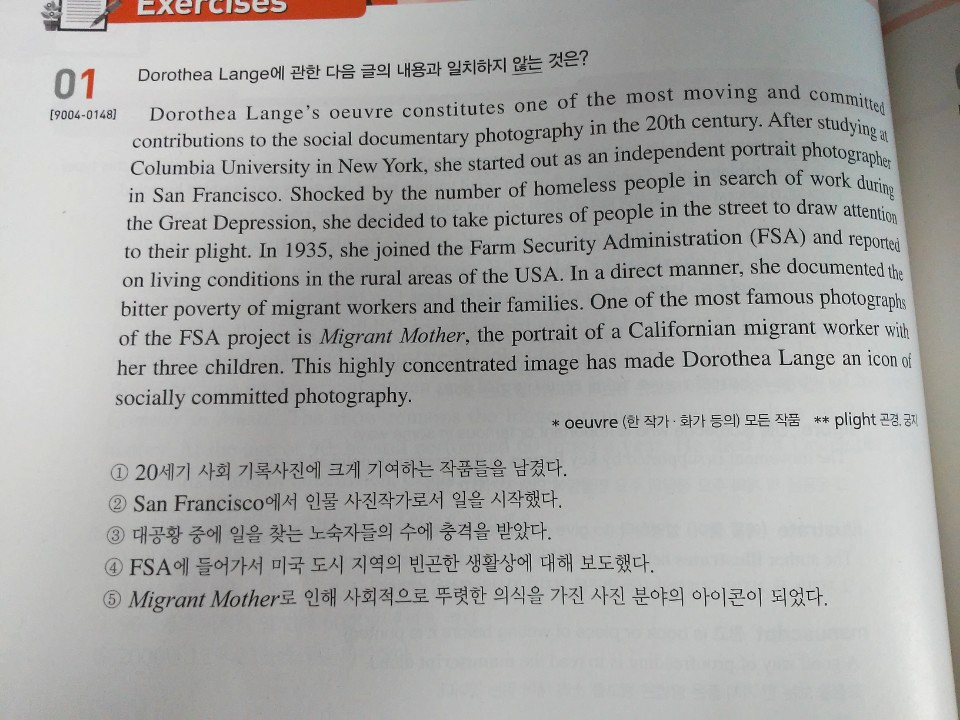 Exercises
01
[9004-0148]
Dorothea Lange에 관한 다음 글의 내용과 일치하지 않는 것은?
Dorothea Lange's oeuvre constitutes one of the most moving and committed
contributions to the social documentary photography in the 20th century. After studying at
Columbia University in New York, she started out as an independent portrait photographer
in San Francisco. Shocked by the number of homeless people in search of work during
the Great Depression, she decided to take pictures of people in the street to draw attention
to their plight. In 1935, she joined the Farm Security Administration (FSA) and reported
on living conditions in the rural areas of the USA. In a direct manner, she documented the
bitter poverty of migrant workers and their families. One of the most famous photographs
of the FSA project is Migrant Mother, the portrait of a Californian migrant worker with
her three children. This highly concentrated image has made Dorothea Lange an icon of
socially committed photography.
* oeuvre (한 작가·화가 등의) 모든 작품 ** plight 곤경, 궁지
① 20세기 사회 기록사진에 크게 기여하는 작품들을 남겼다.
② San Francisco에서 인물 사진작가로서 일을 시작했다.
③ 대공황 중에 일을 찾는 노숙자들의 수에 충격을 받았다.
④ FSA에 들어가서 미국 도시 지역의 빈곤한 생활상에 대해 보도했다.
⑤ Migrant Mother로 인해 사회적으로 뚜렷한 의식을 가진 사진 분야의 아이콘이 되었다.